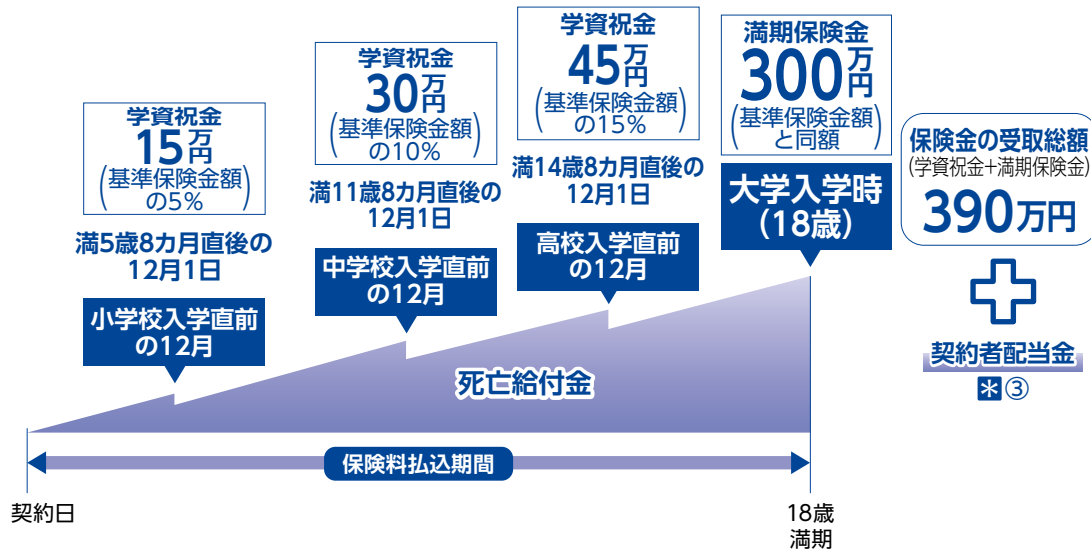 学資祝金
15万円
(基準保険金額
の5%)
満5歳8カ月直後の
12月1日
小学校入学直前
の12月
学資祝金
30万円
(基準保険金額
の10%)
満11歳8カ月直後の
12月1日
中学校入学直前
の12月
学資祝金
45万円
(基準保険金額
の15%)
満14歳8カ月直後の
12月1日
高校入学直前
の12月
満期保険金
300万円
(基準保険金額
と同額)
大学入学時
(18歳)
保険金の受取総額
(学資祝金+満期保険金)
390万円
契約者配当金
*③
死亡給付金
保険料払込期間
契約日
18歳
満期